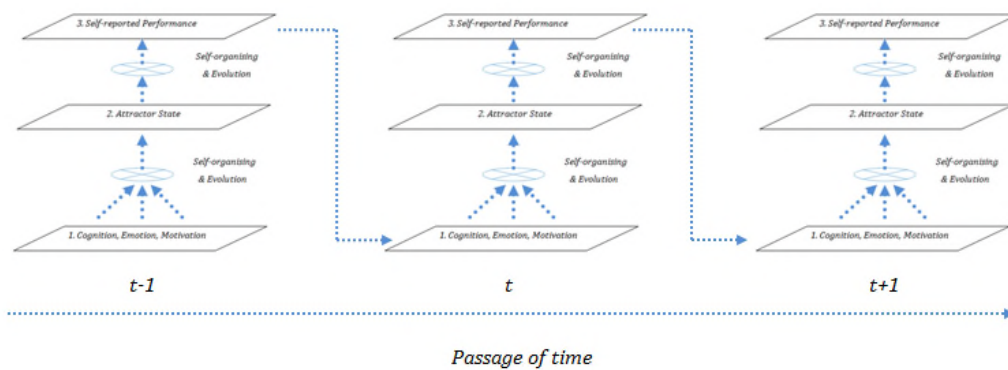 3. Self-reported Performance
Self-organising
& Evolution
2. Attractor State
Self-organising
& Evolution
1. Cognition, Emotion, Motivation
t-1
3. Self-reported Performance
Self-organising
& Evolution
2. Attractor State
Self-organising
& Evolution
1. Cognition, Emotion, Motivation
t
3. Self-reported Performance
Self-organising
& Evolution
2. Attractor State
Self-organising
& Evolution
1. Cognition, Emotion, Motivation
t+1
Passage of time